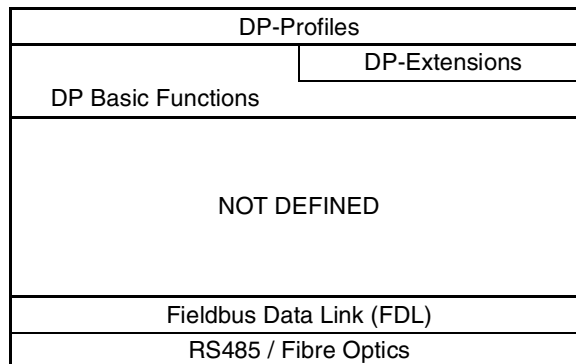 DP-Profiles
DP-Extensions
DP Basic Functions
NOT DEFINED
Fieldbus Data Link (FDL)
RS485 / Fibre Optics